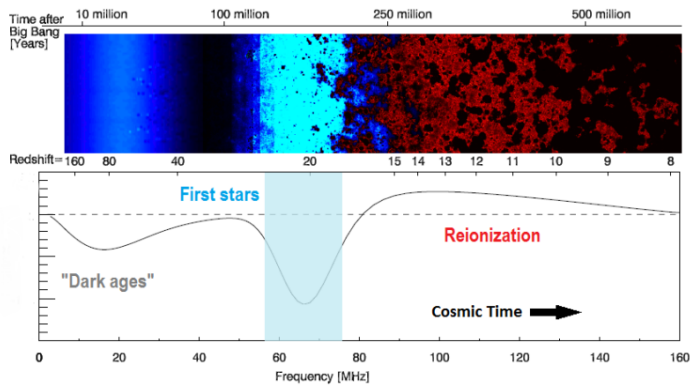 Time after
Big Bang
[Years]
10 million 100 million 250 million 500 million
Redshift= 160 80 40 20 15 14 13 12 11 10 9 8
First stars
Reionization
"Dark ages"
Cosmic Time
0 20 40 60 80 100 120 140 160
Frequency [MHz]